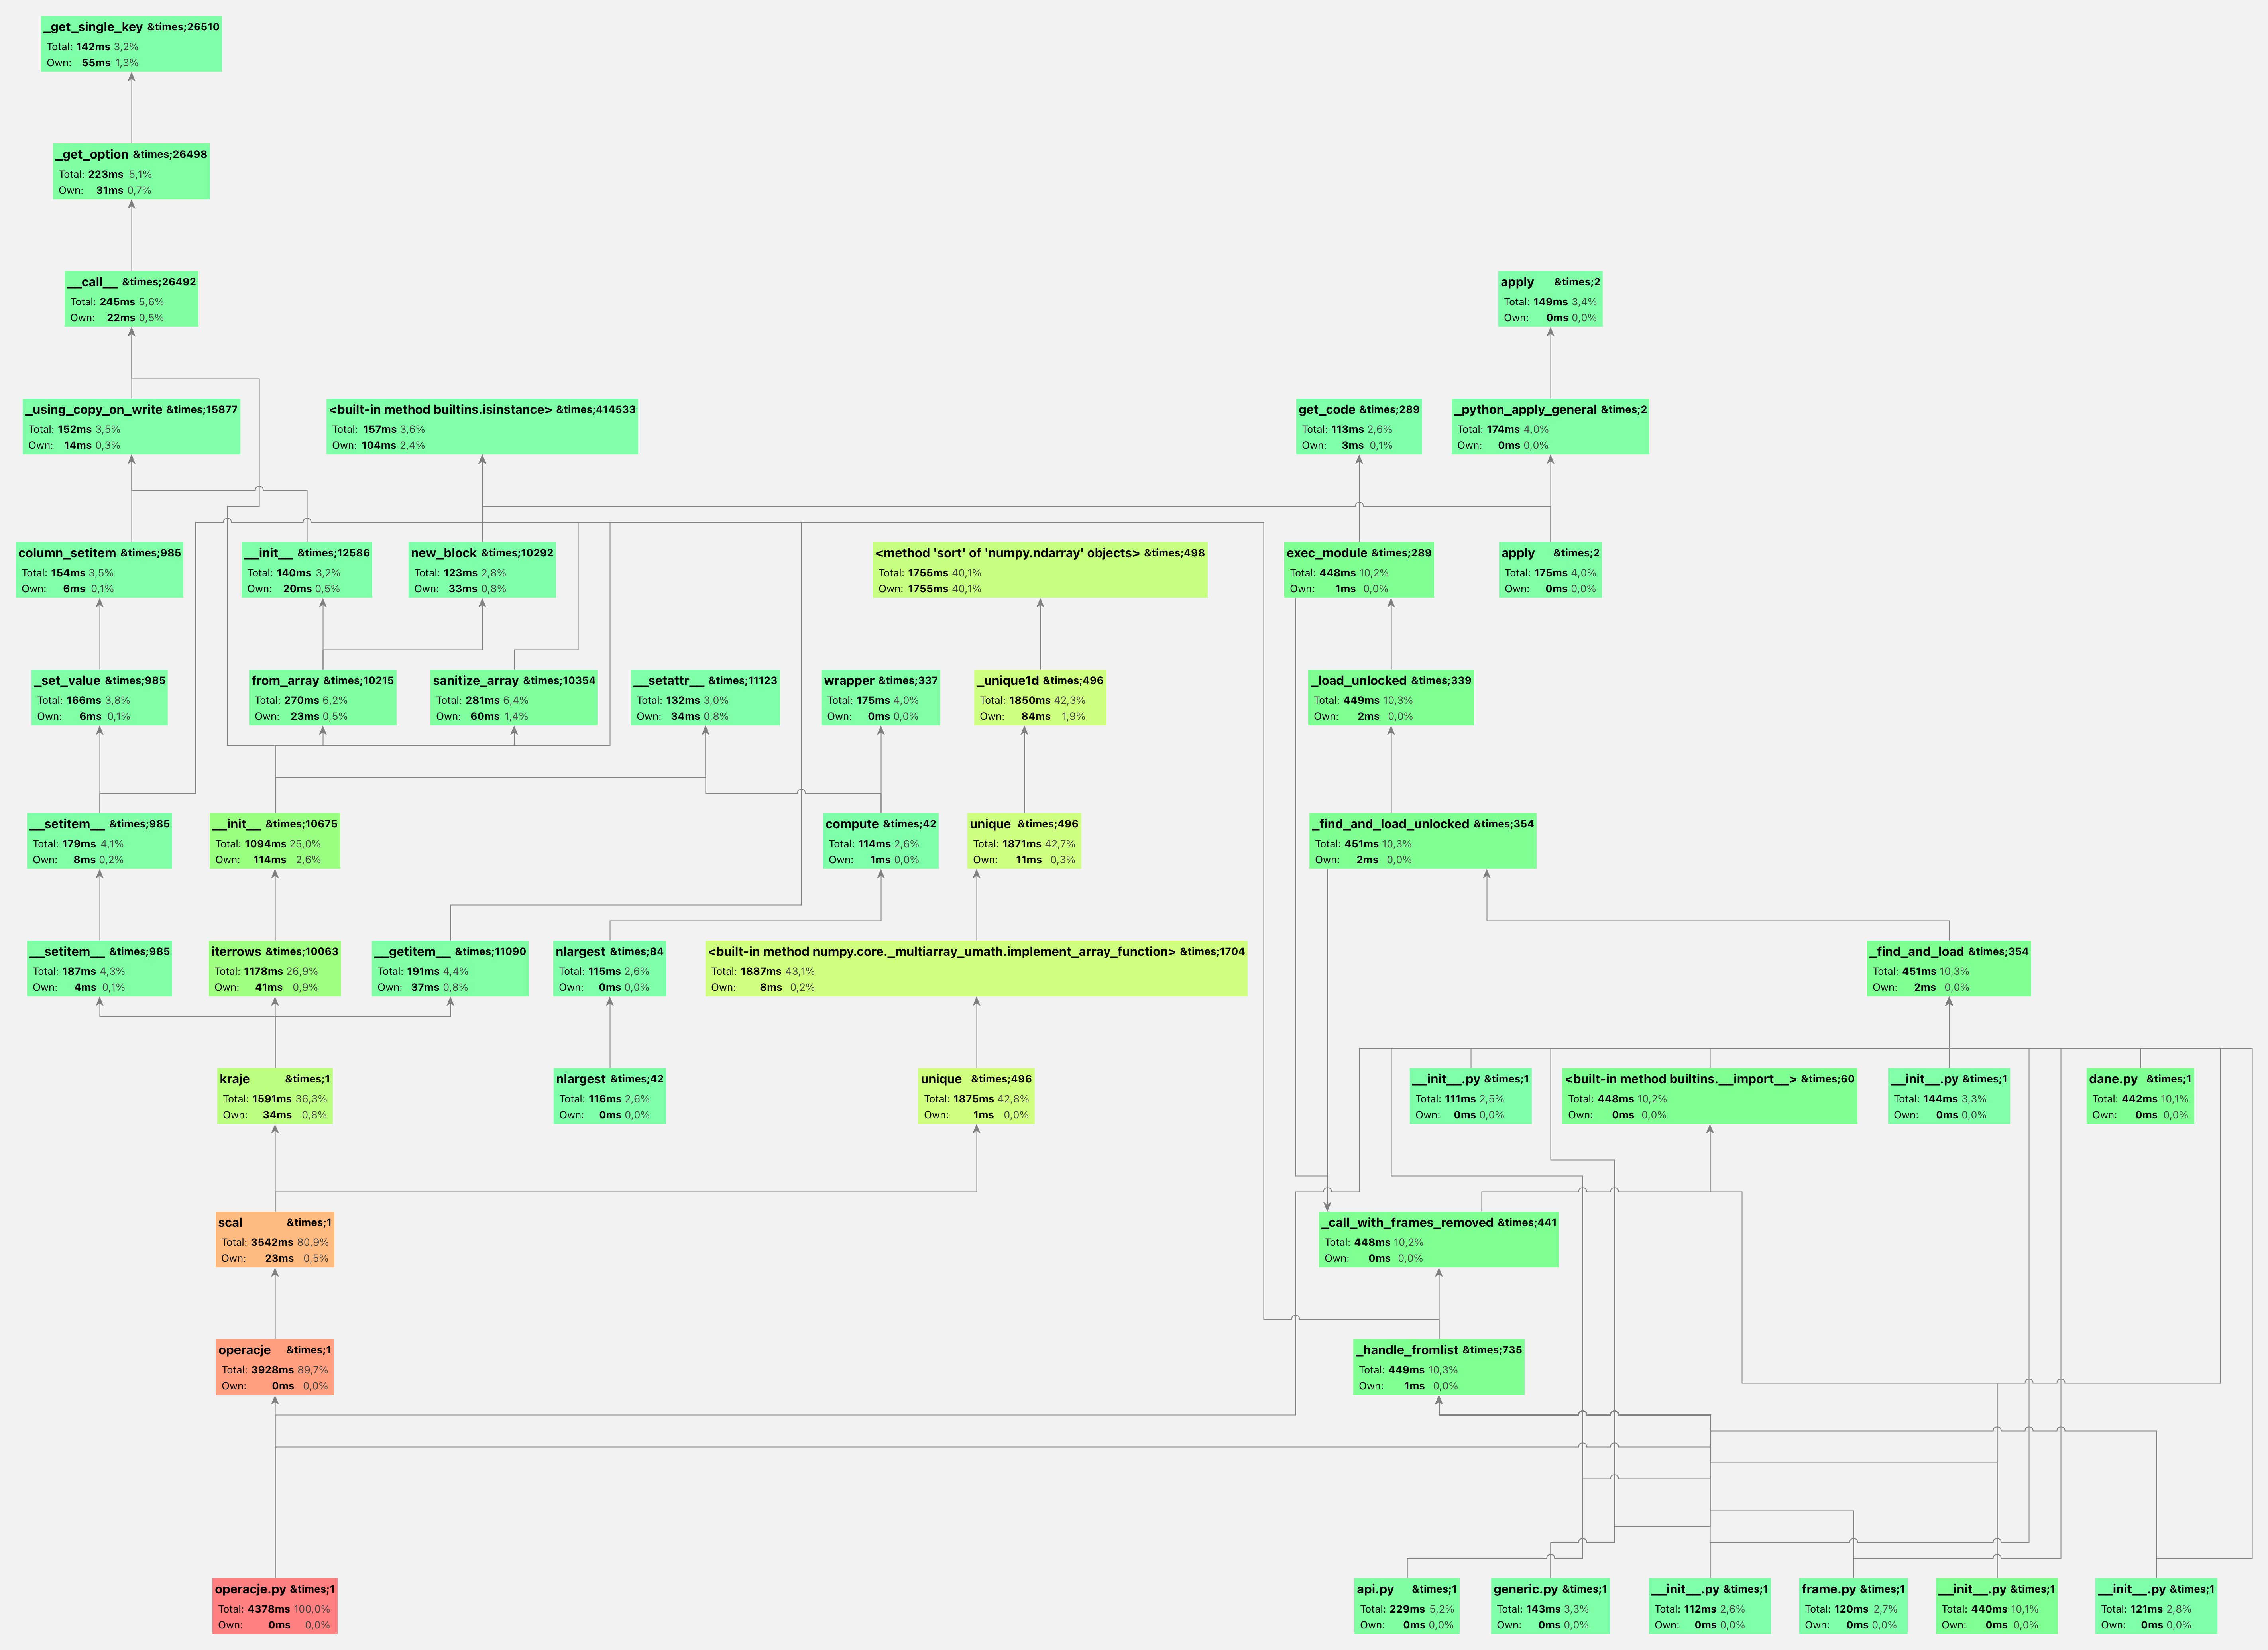 _get_single_key &times;26510
Total: 142ms 3,2%
Own: 55ms 1,3%
_get_option &times;26498
Total: 223ms 5,1%
Own: 31ms 0,7%
__call__ &times;26492
Total: 245ms 5,6%
Own: 22ms 0,5%
apply &times;2
Total: 149ms 3,4%
Own: 0ms 0,0%
_using_copy_on_write &times;15877
Total: 152ms 3,5%
Own: 14ms 0,3%
<built-in method builtins.isinstance> &times;414533
Total: 157ms 3,6%
Own: 104ms 2,4%
get_code &times;289
Total: 113ms 2,6%
Own: 3ms 0,1%
_python_apply_general &times;2
Total: 174ms 4,0%
Own: 0ms 0,0%
column_setitem &times;985
Total: 154ms 3,5%
Own: 6ms 0,1%
__init__ &times;12586
Total: 140ms 3,2%
Own: 20ms 0,5%
new_block &times;10292
Total: 123ms 2,8%
Own: 33ms 0,8%
<method 'sort' of 'numpy.ndarray' objects> &times;498
Total: 1755ms 40,1%
Own: 1755ms 40,1%
exec_module &times;289
Total: 448ms 10,2%
Own: 1ms 0,0%
apply &times;2
Total: 175ms 4,0%
Own: 0ms 0,0%
_set_value &times;985
Total: 166ms 3,8%
Own: 6ms 0,1%
from_array &times;10215
Total: 270ms 6,2%
Own: 23ms 0,5%
sanitize_array &times;10354
Total: 281ms 6,4%
Own: 60ms 1,4%
__setattr__ &times;11123
Total: 132ms 3,0%
Own: 34ms 0,8%
wrapper &times;337
Total: 175ms 4,0%
Own: 0ms 0,0%
_unique1d &times;496
Total: 1850ms 42,3%
Own: 84ms 1,9%
_load_unlocked &times;339
Total: 449ms 10,3%
Own: 2ms 0,0%
__setitem__ &times;985
Total: 179ms 4,1%
Own: 8ms 0,2%
__init__ &times;10675
Total: 1094ms 25,0%
Own: 114ms 2,6%
compute &times;42
Total: 114ms 2,6%
Own: 1ms 0,0%
unique &times;496
Total: 1871ms 42,7%
Own: 11ms 0,3%
_find_and_load_unlocked &times;354
Total: 451ms 10,3%
Own: 2ms 0,0%
__setitem__ &times;985
Total: 187ms 4,3%
Own: 4ms 0,1%
iterrows &times;10063
Total: 1178ms 26,9%
Own: 41ms 0,9%
__getitem__ &times;11090
Total: 191ms 4,4%
Own: 37ms 0,8%
nlargest &times;84
Total: 115ms 2,6%
Own: 0ms 0,0%
<built-in method numpy.core._multiarray_umath.implement_array_function> &times;1704
Total: 1887ms 43,1%
Own: 8ms 0,2%
_find_and_load &times;354
Total: 451ms 10,3%
Own: 2ms 0,0%
kraje &times;1
Total: 1591ms 36,3%
Own: 34ms 0,8%
nlargest &times;42
Total: 116ms 2,6%
Own: 0ms 0,0%
unique &times;496
Total: 1875ms 42,8%
Own: 1ms 0,0%
__init__.py &times;1
Total: 111ms 2,5%
Own: 0ms 0,0%
<built-in method builtins.__import__> &times;60
Total: 448ms 10,2%
Own: 0ms 0,0%
__init__.py &times;1
Total: 144ms 3,3%
Own: 0ms 0,0%
dane.py &times;1
Total: 442ms 10,1%
Own: 0ms 0,0%
scal &times;1
Total: 3542ms 80,9%
Own: 23ms 0,5%
_call_with_frames_removed &times;441
Total: 448ms 10,2%
Own: 0ms 0,0%
operacje &times;1
Total: 3928ms 89,7%
Own: 0ms 0,0%
_handle_fromlist &times;735
Total: 449ms 10,3%
Own: 1ms 0,0%
operacje.py &times;1
Total: 4378ms 100,0%
Own: 0ms 0,0%
api.py &times;1
Total: 229ms 5,2%
Own: 0ms 0,0%
generic.py &times;1
Total: 143ms 3,3%
Own: 0ms 0,0%
__init__.py &times;1
Total: 112ms 2,6%
Own: 0ms 0,0%
frame.py &times;1
Total: 120ms 2,7%
Own: 0ms 0,0%
__init__.py &times;1
Total: 440ms 10,1%
Own: 0ms 0,0%
__init__.py &times;1
Total: 121ms 2,8%
Own: 0ms 0,0%